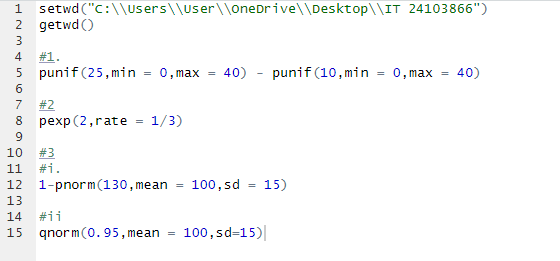 1 setwd("C:\\Users\\User\\OneDrive\\Desktop\\IT 24103866")
2 getwd()
3
4 #1.
5 punif(25,min = 0,max = 40) - punif(10,min = 0,max = 40)
6
7 #2
8 pexp(2,rate = 1/3)
9
10 #3
11 #i.
12 1-pnorm(130,mean = 100,sd = 15)
13
14 #ii
15 qnorm(0.95,mean = 100,sd=15)